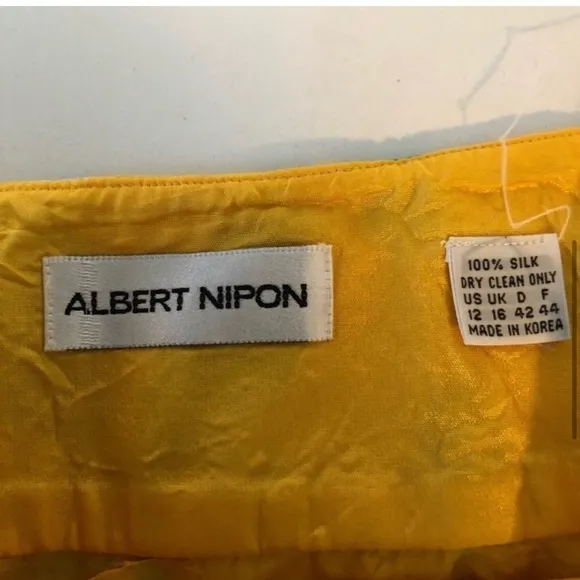 ALBERT NIPON
100% SILK
DRY CLEAN ONLY
US UK D F
12 16 42 44
MADE IN KOREA